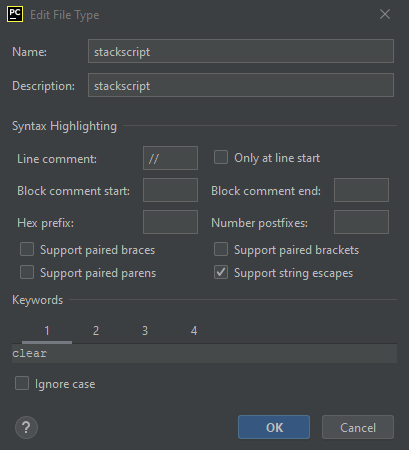 PC Edit File Type
Name: stackscript
Description: stackscript
Syntax Highlighting
Line comment: // Only at line start
Block comment start: Block comment end:
Hex prefix: Number postfixes:
Support paired braces Support paired brackets
Support paired parens Support string escapes
Keywords
1 2 3 4
clear
Ignore case
? OK Cancel